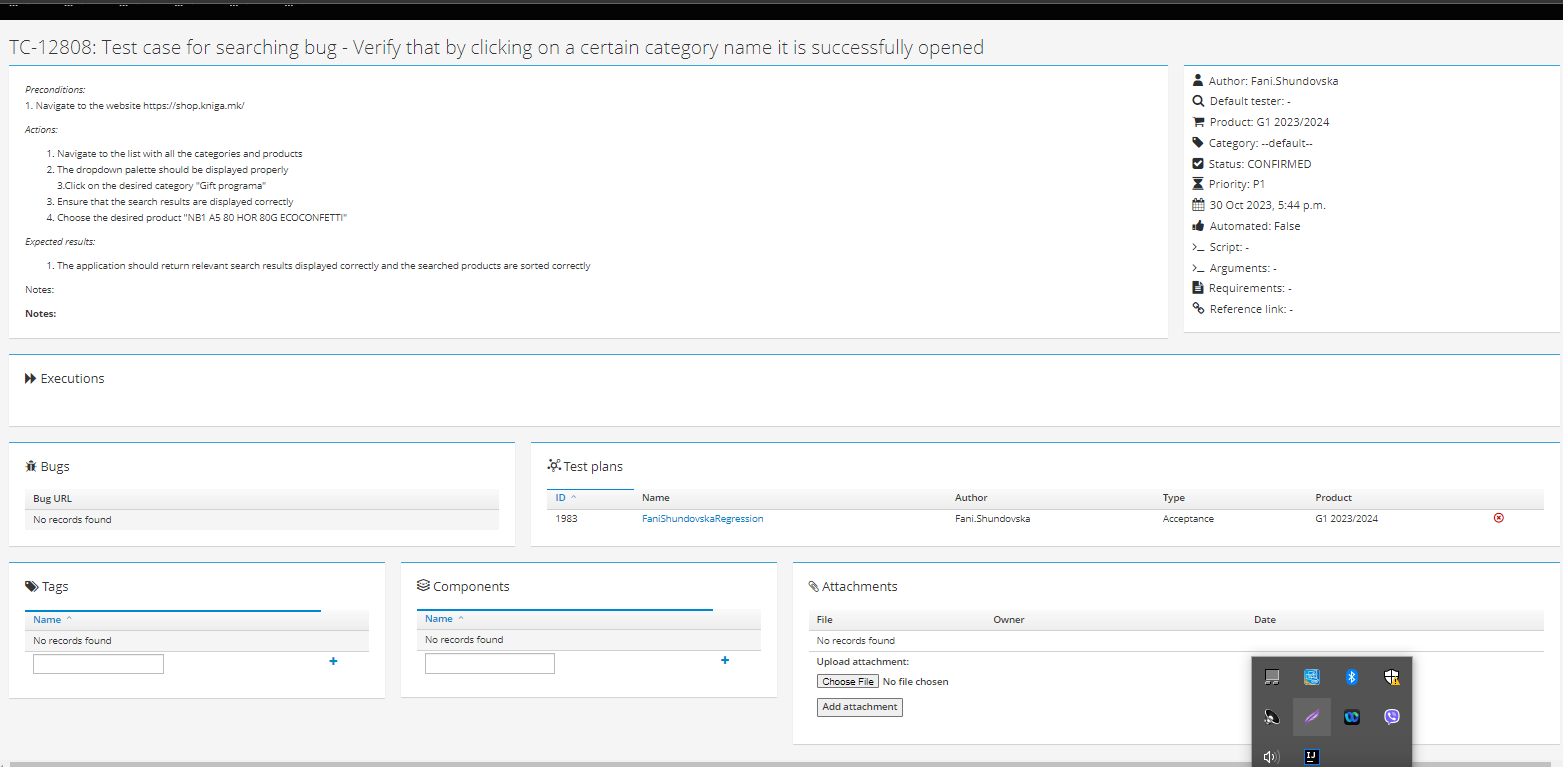 TC-12808: Test case for searching bug - Verify that by clicking on a certain category name it is successfully opened
Preconditions:
1. Navigate to the website https://shop.kniga.mk/
Actions:
1. Navigate to the list with all the categories and products
2. The dropdown palette should be displayed properly
3.Click on the desired category "Gift programa"
3. Ensure that the search results are displayed correctly
4. Choose the desired product "NB1 A5 80 HOR 80G ECOCONFETTI"
Expected results:
1. The application should return relevant search results displayed correctly and the searched products are sorted correctly
Notes:
Notes:
Author: Fani.Shundovska
Default tester: -
Product: G1 2023/2024
Category: --default--
Status: CONFIRMED
Priority: P1
30 Oct 2023, 5:44 p.m.
Automated: False
Script: -
Arguments: -
Requirements: -
Reference link: -
Executions
Bugs
Bug URL
No records found
Test plans
ID Name Author Type Product
1983 FaniShundovskaRegression Fani.Shundovska Acceptance G1 2023/2024
Tags
Name
No records found
Components
Name
No records found
Attachments
File Owner Date
No records found
Upload attachment:
Choose File No file chosen
Add attachment
IJ